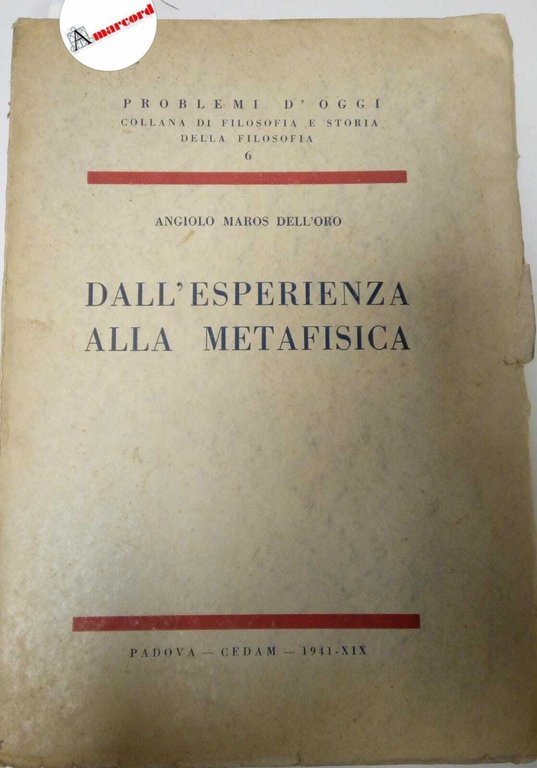 Amarcord
PROBLEMI D'OGGI
COLLANA DI FILOSOFIA E STORIA
DELLA FILOSOFIA
6
ANGIOLO MAROS DELL'ORO
DALL'ESPERIENZA
ALLA METAFISICA
PADOVA — CEDAM — 1941-XIX